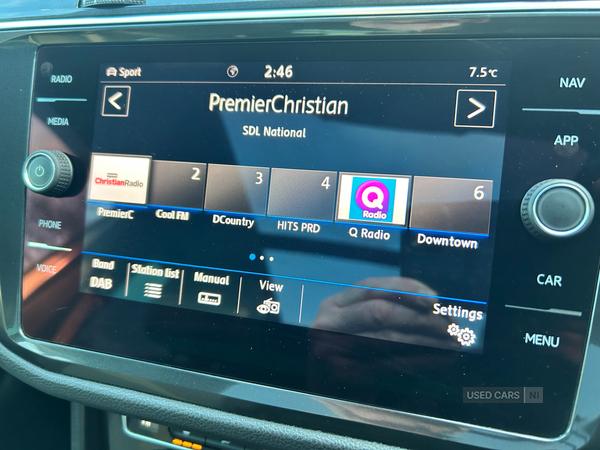 RADIO
MEDIA
PHONE
VOICE
Sport
2:46
7.5°C
PremierChristian
SDL National
ChristianRadio
2
3
4
Q
Radio
6
PremierC
Cool FM
DCountry
HITS PRD
Q Radio
Downtown
Band
DAB
Station list
Manual
View
Settings
NAV
APP
CAR
MENU
USED CARS NI